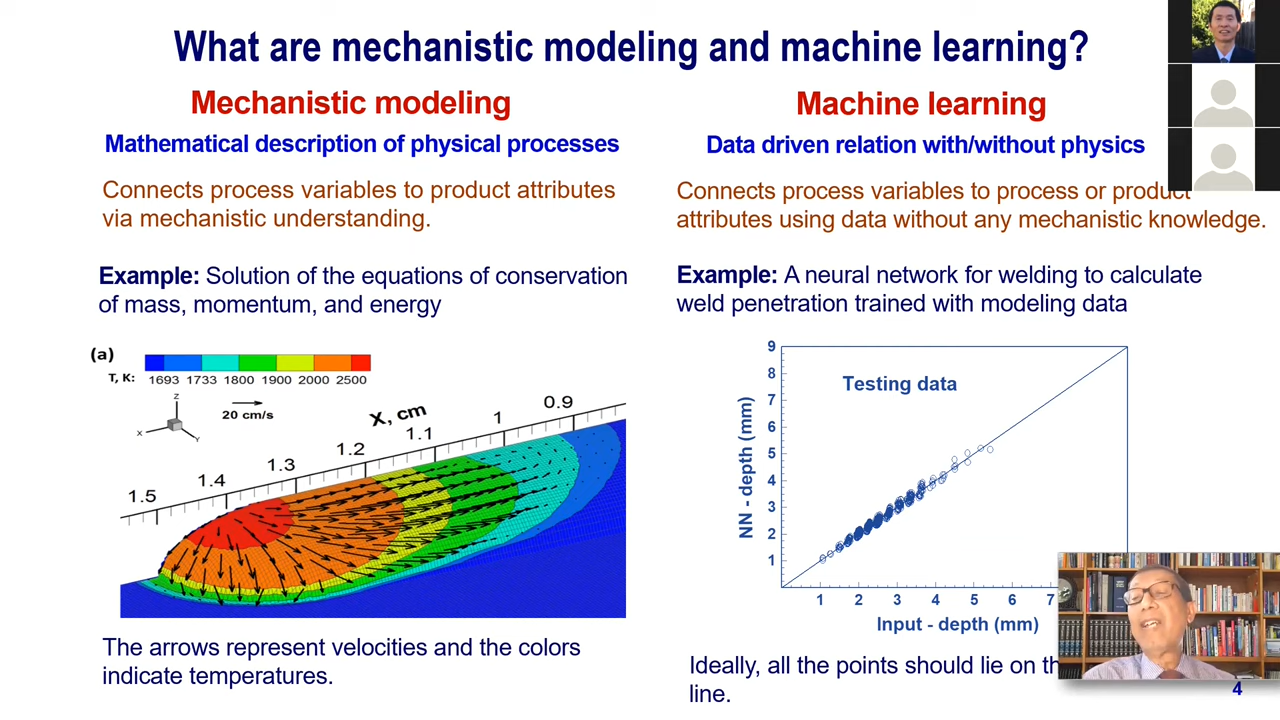 What are mechanistic modeling and machine learning?
Mechanistic modeling
Mathematical description of physical processes
Connects process variables to product attributes
via mechanistic understanding.
Example: Solution of the equations of conservation
of mass, momentum, and energy
(a)
T, K:
1693 1733 1800 1900 2000 2500
20 cm/s
Z
X
Y
X, cm
1.5 1.4 1.3 1.2 1.1 1 0.9
The arrows represent velocities and the colors
indicate temperatures.
Machine learning
Data driven relation with/without physics
Connects process variables to process or product
attributes using data without any mechanistic knowledge.
Example: A neural network for welding to calculate
weld penetration trained with modeling data
Testing data
NN - depth (mm)
9
8
7
6
5
4
3
2
1
1 2 3 4 5 6 7
Input - depth (mm)
Ideally, all the points should lie on
line.
4